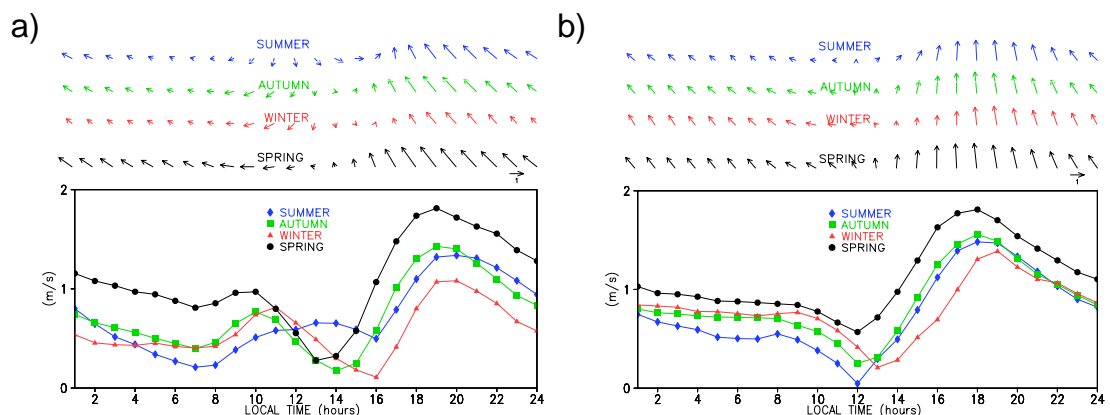 a)
SUMMER
AUTUMN
WINTER
SPRING
1
2
1
0
(m/s)
SUMMER
AUTUMN
WINTER
SPRING
2 4 6 8 10 12 14 16 18 20 22 24
LOCAL TIME (hours)
b)
SUMMER
AUTUMN
WINTER
SPRING
1
2
1
0
(m/s)
SUMMER
AUTUMN
WINTER
SPRING
2 4 6 8 10 12 14 16 18 20 22 24
LOCAL TIME (hours)